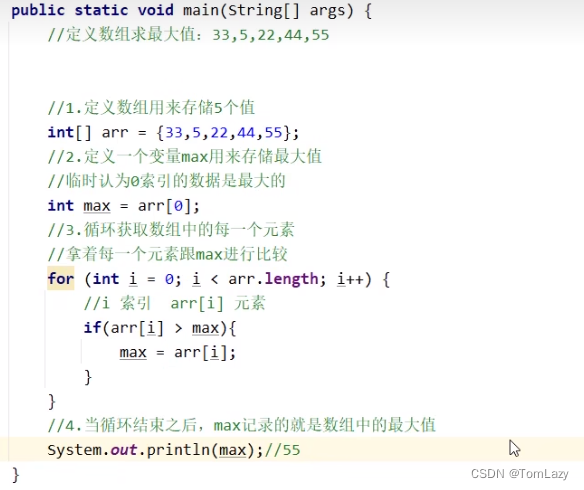 public static void main(String[] args) {
//定义数组求最大值：33,5,22,44,55
//1.定义数组用来存储5个值
int[] arr = {33,5,22,44,55};
//2.定义一个变量max用来存储最大值
//临时认为0索引的数据是最大的
int max = arr[0];
//3.循环获取数组中的每一个元素
//拿着每一个元素跟max进行比较
for (int i = 0; i < arr.length; i++) {
//i 索引  arr[i] 元素
if(arr[i] > max){
max = arr[i];
}
}
//4.当循环结束之后，max记录的就是数组中的最大值
System.out.println(max);//55
}
CSDN @TomLazy